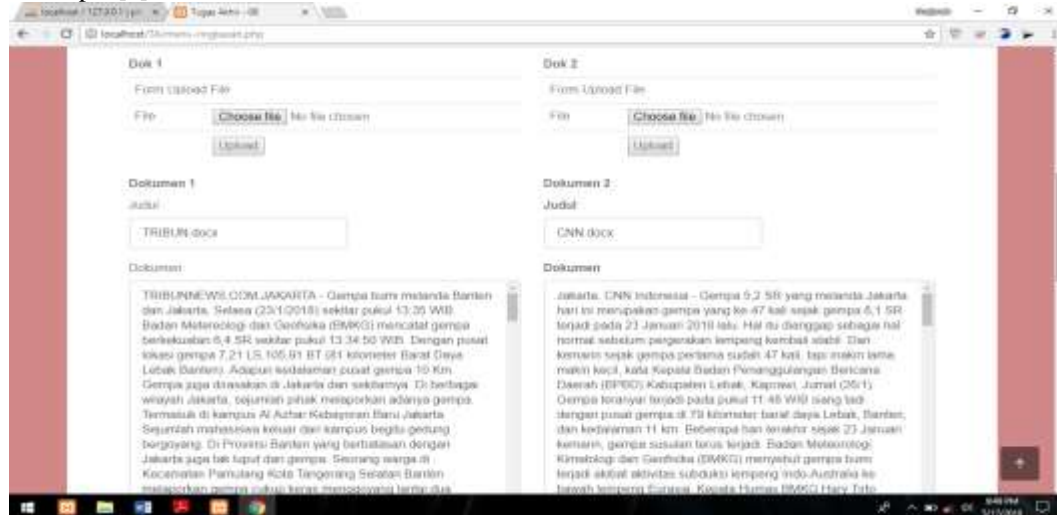 Tugas Akhir -
Dok 1
Form Upload File
File Choose file No file chosen
Upload
Dok 2
Form Upload File
File Choose file No file chosen
Upload
Dokumen 1
Judul
TRIBUN.docx
Dokumen
TRIBUNNEWS.COM,JAKARTA - Gempa bumi melanda Banten
dan Jakarta, Selasa (23/1/2018) sekitar pukul 13:35 WIB.
Badan Metereologi dan Geofisika (BMKG) mencatat gempa
berkekuatan 6,4 SR sekitar pukul 13:34:50 WIB. Dengan pusat
lokasi gempa 7,21 LS,105,91 BT (81 kilometer Barat Daya
Lebak Banten). Adapun kedalaman pusat gempa 10 Km.
Gempa juga dirasakan di Jakarta dan sekitarnya. Di berbagai
wilayah Jakarta, sejumlah pihak melaporkan adanya gempa.
Termasuk di kampus Al Azhar Kebayoran Baru Jakarta.
Sejumlah mahasiswa keluar dari kampus begitu gedung
bergoyang. Di Provinsi Banten yang berbatasan dengan
Jakarta juga tak luput dari gempa. Seorang warga di
Kecamatan Pamulang Kota Tangerang Selatan Banten
melaporkan gempa cukup keras menggoyang lantai dua
Dokumen 2
Judul
CNN.docx
Dokumen
Jakarta, CNN Indonesia - Gempa 5,2 SR yang melanda Jakarta
hari ini merupakan gempa yang ke 47 kali sejak gempa 6,1 SR
terjadi pada 23 Januari 2018 lalu. Hal itu dianggap sebagai hal
normal sebelum pergerakan lempeng kembali stabil. Dari
kemarin sejak gempa pertama sudah 47 kali, tapi makin lama
makin kecil, kata Kepala Badan Penanggulangan Bencana
Daerah (BPBD) Kabupaten Lebak, Kaprawi, Jumat (26/1).
Gempa teranyar terjadi pada pukul 11:48 WIB siang tadi
dengan pusat gempa di 79 kilometer barat daya Lebak, Banten,
dan kedalaman 11 km. Beberapa hari terakhir sejak 23 Januari
kemarin, gempa susulan terus terjadi. Badan Meteorologi
Klimatologi dan Geofisika (BMKG) menyebut gempa bumi
terjadi akibat aktivitas subduksi lempeng Indo-Australia ke
bawah lempeng Eurasia. Kepala Humas BMKG Hary Tirto